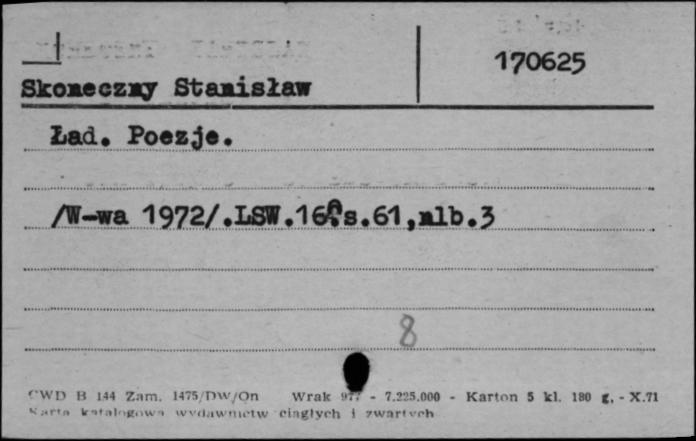 170625
Skoneczny Stanisław
Ład. Poezje.
/W-wa 1972/.LSW.16°.s.61,nlb.3
8
CWD B 144 Zam. 1475/DW/On Wrak 977 - 7.225.000 - Karton 5 kl. 180 g. - X.71
Karta katalogowa wydawnictw ciągłych i zwartych